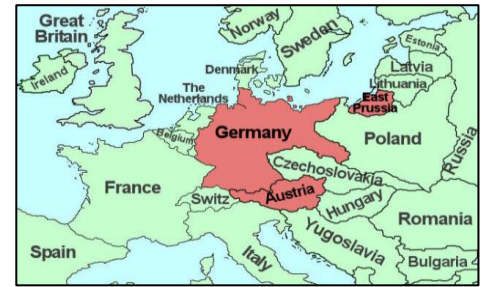 Great
Britain
Norway
Sweden
Estonia
Ireland
Denmark
Latvia
The
Netherlands
Lithuania
East
Prussia
Germany
Belgium
Poland
Russia
Czechoslovakia
France
Switz
Austria
Hungary
Romania
Yugoslavia
Spain
Italy
Bulgaria